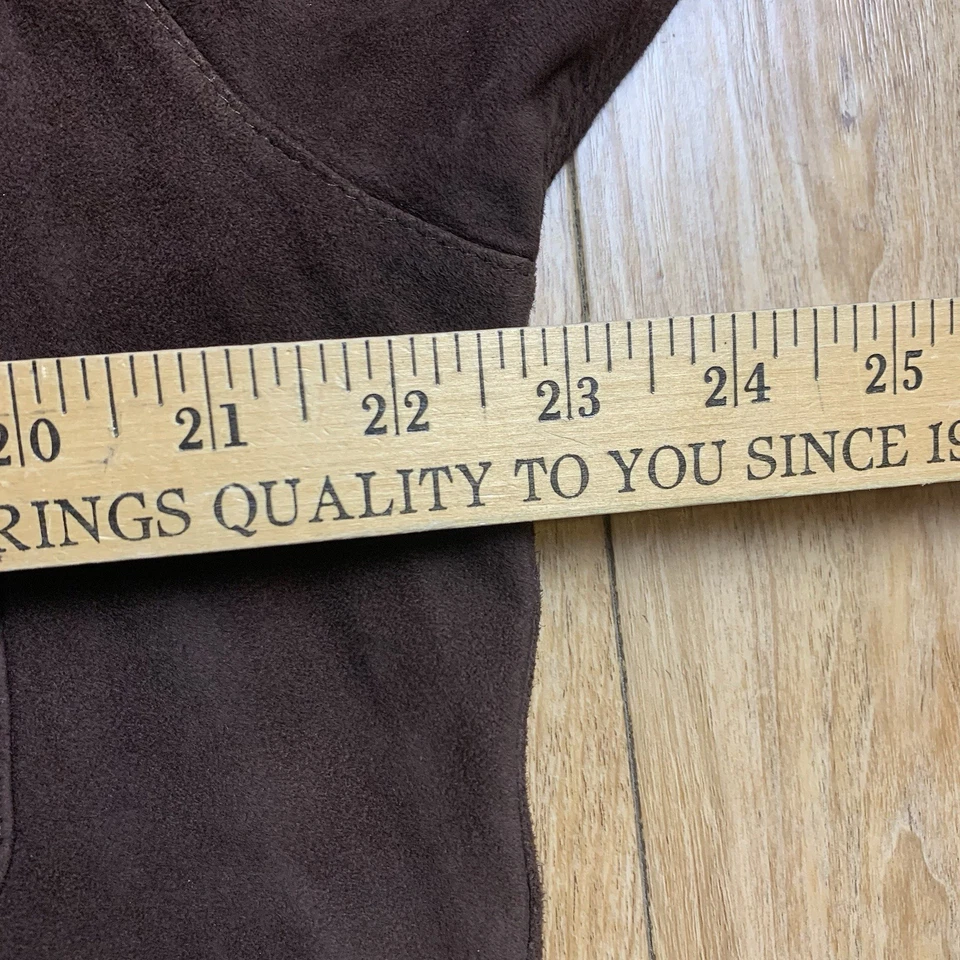 20 21 22 23 24 25
RINGS QUALITY TO YOU SINCE 19